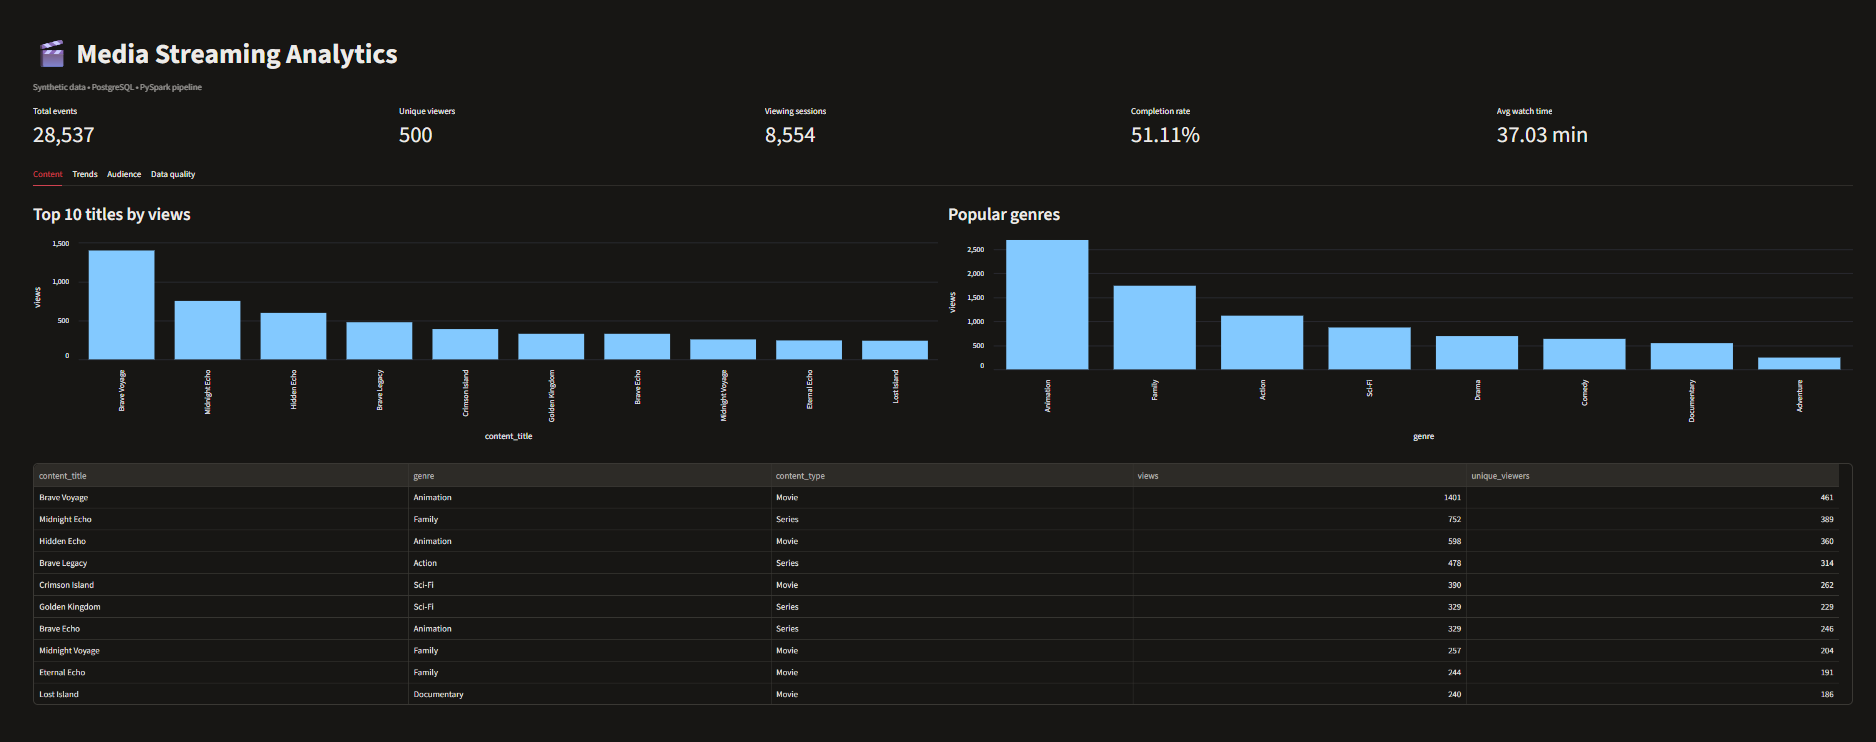 Media Streaming Analytics
Synthetic data • PostgreSQL • PySpark pipeline
Total events
28,537
Unique viewers
500
Viewing sessions
8,554
Completion rate
51.11%
Avg watch time
37.03 min
Content Trends Audience Data quality
Top 10 titles by views
1,500
1,000
500
0
views
Brave Voyage
Midnight Echo
Hidden Echo
Brave Legacy
Crimson Island
Golden Kingdom
Brave Echo
Midnight Voyage
Eternal Echo
Lost Island
content_title
Popular genres
2,500
2,000
1,500
1,000
500
0
views
Animation
Family
Action
Sci-Fi
Drama
Comedy
Documentary
Adventure
genre
content_title genre content_type views unique_viewers
Brave Voyage Animation Movie 1401 461
Midnight Echo Family Series 752 389
Hidden Echo Animation Movie 598 360
Brave Legacy Action Series 478 314
Crimson Island Sci-Fi Movie 390 262
Golden Kingdom Sci-Fi Series 329 229
Brave Echo Animation Series 329 246
Midnight Voyage Family Movie 257 204
Eternal Echo Family Movie 244 191
Lost Island Documentary Movie 240 186